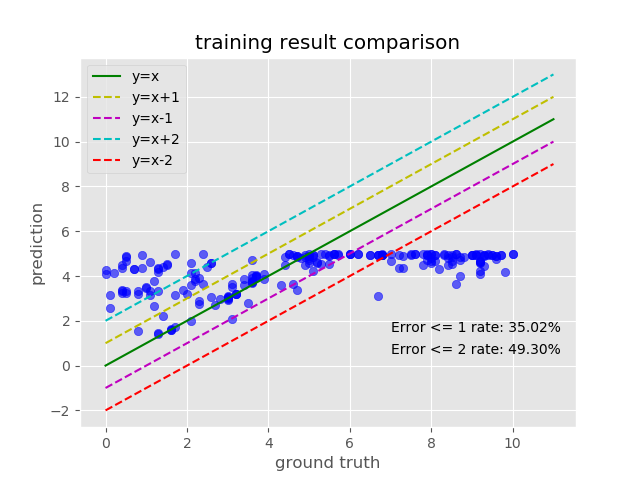 training result comparison
y=x
y=x+1
y=x-1
y=x+2
y=x-2
12
10
8
6
4
2
0
−2
prediction
Error <= 1 rate: 35.02%
Error <= 2 rate: 49.30%
0 2 4 6 8 10
ground truth